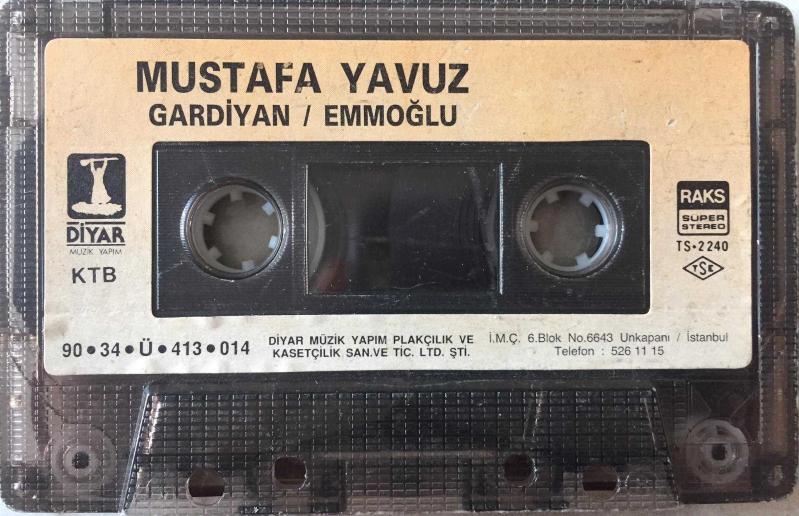 MUSTAFA YAVUZ
GARDİYAN / EMMOĞLU
DİYAR
MÜZİK YAPIM
KTB
RAKS
SÜPER
STEREO
TS•2240
TSE
90•34•Ü•413•014
DİYAR MÜZİK YAPIM PLAKÇILIK VE
KASETÇİLİK SAN.VE TİC. LTD. ŞTİ.
İ.M.Ç. 6.Blok No.6643 Unkapanı / İstanbul
Telefon : 526 11 15